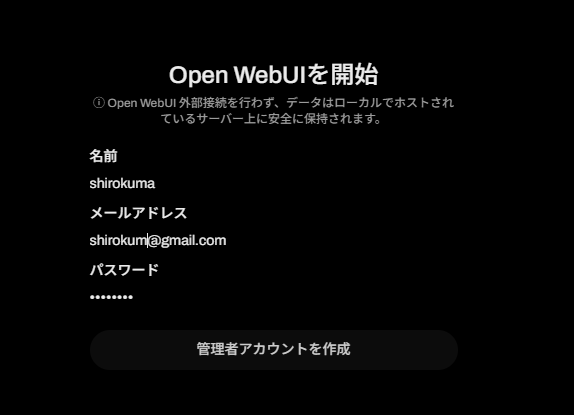 Open WebUIを開始
ⓘ Open WebUI 外部接続を行わず、データはローカルでホストされ
ているサーバー上に安全に保持されます。
名前
shirokuma
メールアドレス
shirokum@gmail.com
パスワード
••••••••
管理者アカウントを作成